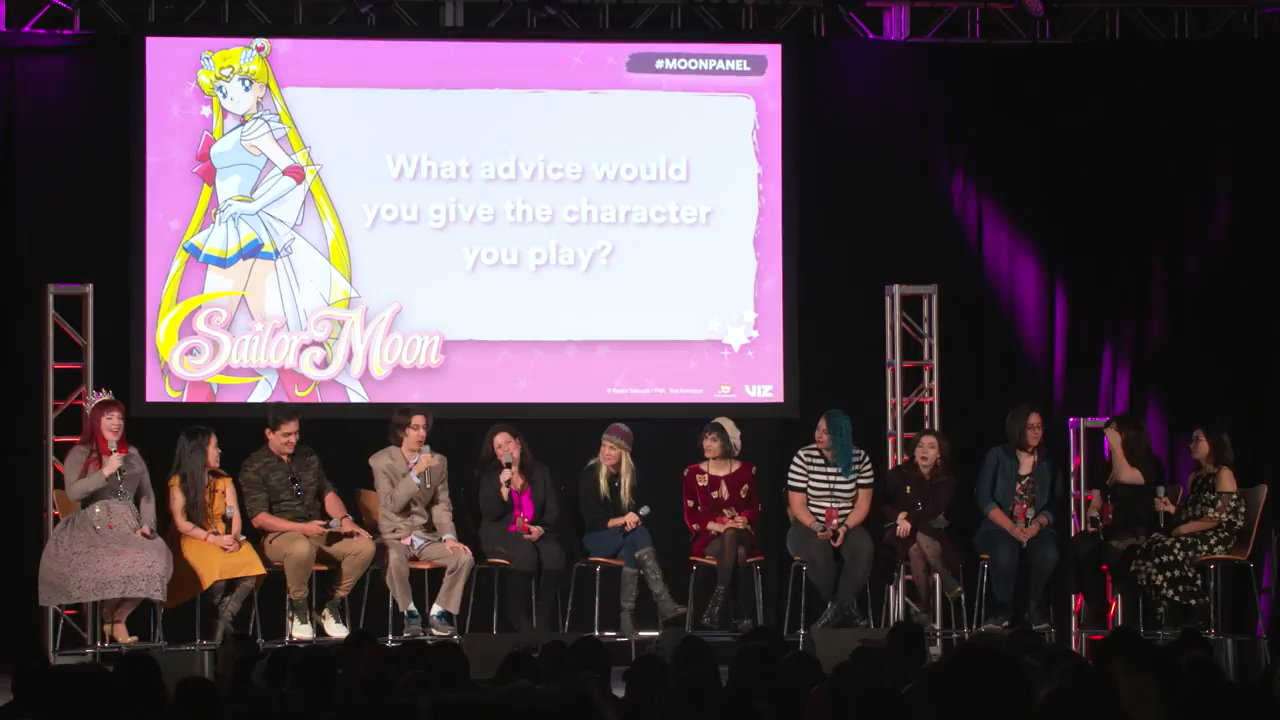 #MOONPANEL
What advice would
you give the character
you play?
Sailor Moon
VIZ